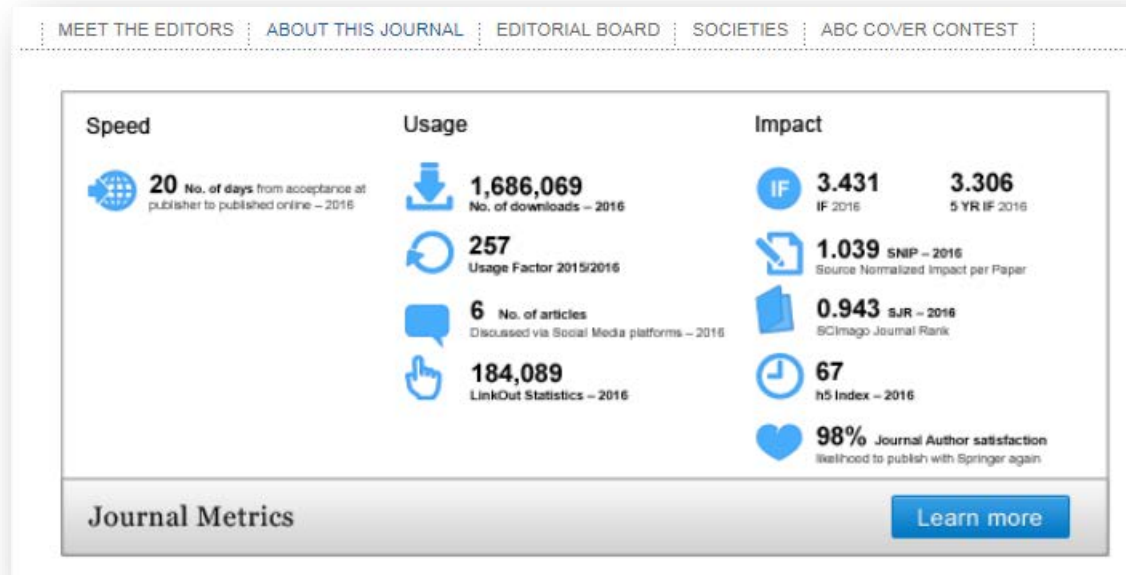 MEET THE EDITORS ABOUT THIS JOURNAL EDITORIAL BOARD SOCIETIES ABC COVER CONTEST
Speed
20 No. of days from acceptance at
publisher to published online – 2016
Usage
1,686,069
No. of downloads – 2016
257
Usage Factor 2015/2016
6 No. of articles
Discussed via Social Media platforms – 2016
184,089
LinkOut Statistics – 2016
Impact
IF
3.431
IF 2016
3.306
5 YR IF 2016
1.039 SNIP – 2016
Source Normalized Impact per Paper
0.943 SJR – 2016
SCImago Journal Rank
67
h5 Index – 2016
98% Journal Author satisfaction
likelihood to publish with Springer again
Journal Metrics
Learn more